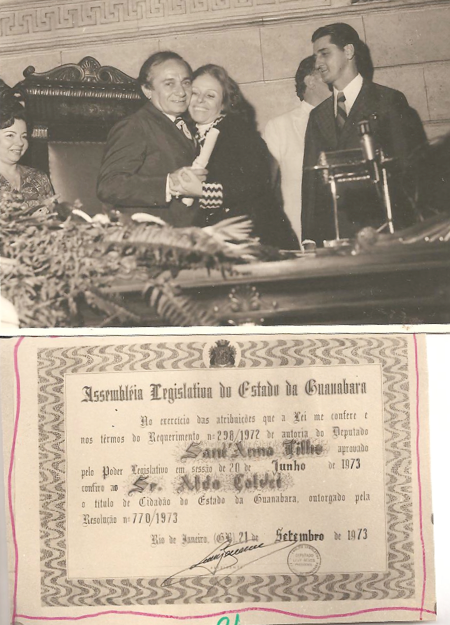 Assembléia Legislativa do Estado da Guanabara
No exercício das atribuições que a Lei me confere e
nos têrmos do Requerimento nº 298/1972 de autoria do Deputado
Sant'Anna Filho aprovado
pelo Poder Legislativo em sessão de 20 de Junho de 1973
confiro ao Sr. Aldo Calvet
o título de Cidadão do Estado da Guanabara, outorgado pela
Resolução nº 770/1973
Rio de Janeiro, (GB) 21 de Setembro de 1973